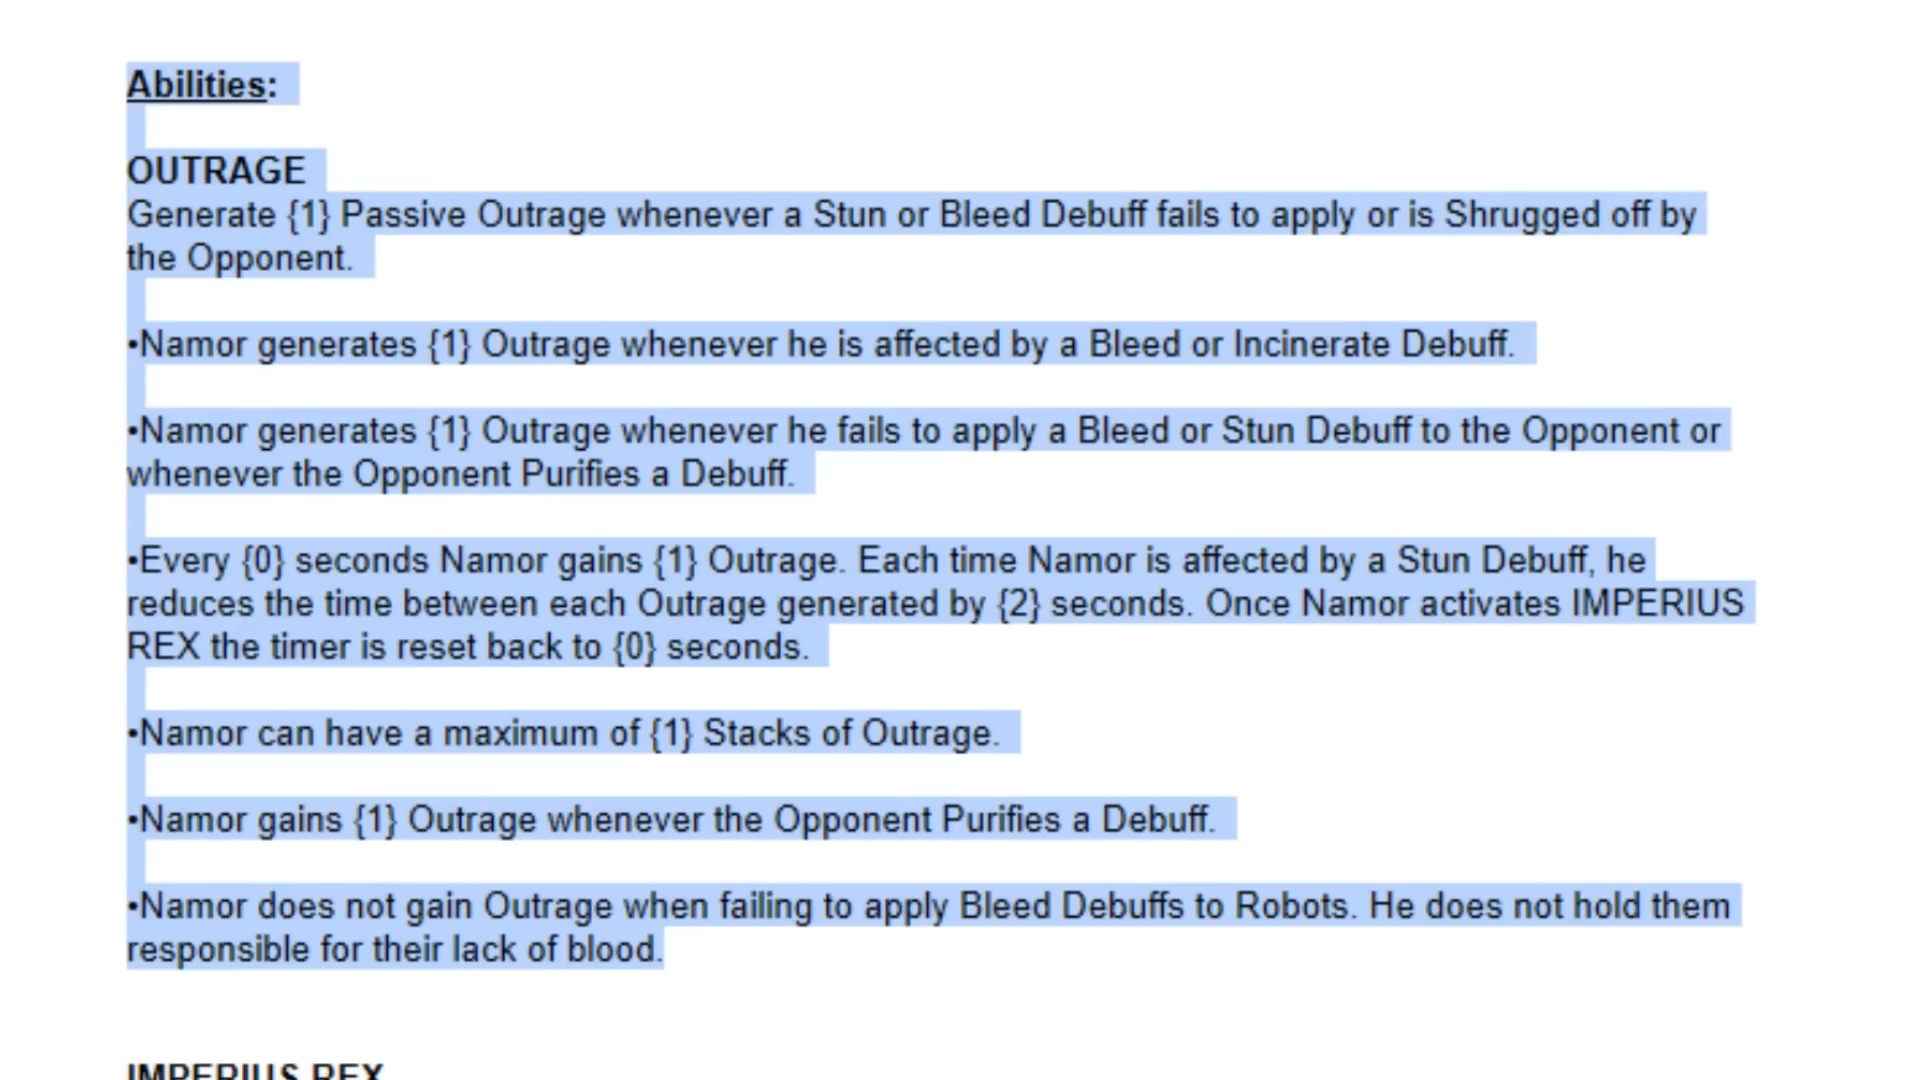 Abilities:
OUTRAGE
Generate {1} Passive Outrage whenever a Stun or Bleed Debuff fails to apply or is Shrugged off by
the Opponent.
•Namor generates {1} Outrage whenever he is affected by a Bleed or Incinerate Debuff.
•Namor generates {1} Outrage whenever he fails to apply a Bleed or Stun Debuff to the Opponent or
whenever the Opponent Purifies a Debuff.
•Every {0} seconds Namor gains {1} Outrage. Each time Namor is affected by a Stun Debuff, he
reduces the time between each Outrage generated by {2} seconds. Once Namor activates IMPERIUS
REX the timer is reset back to {0} seconds.
•Namor can have a maximum of {1} Stacks of Outrage.
•Namor gains {1} Outrage whenever the Opponent Purifies a Debuff.
•Namor does not gain Outrage when failing to apply Bleed Debuffs to Robots. He does not hold them
responsible for their lack of blood.
IMPERIUS REX